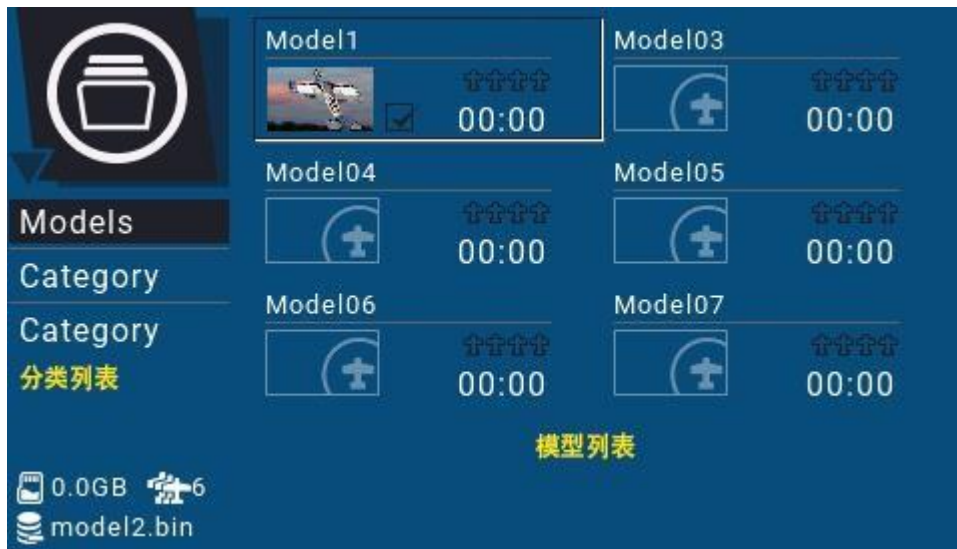 Models
Category
Category
分类列表
0.0GB 6
model2.bin
Model1
00:00
Model03
00:00
Model04
00:00
Model05
00:00
Model06
00:00
Model07
00:00
模型列表